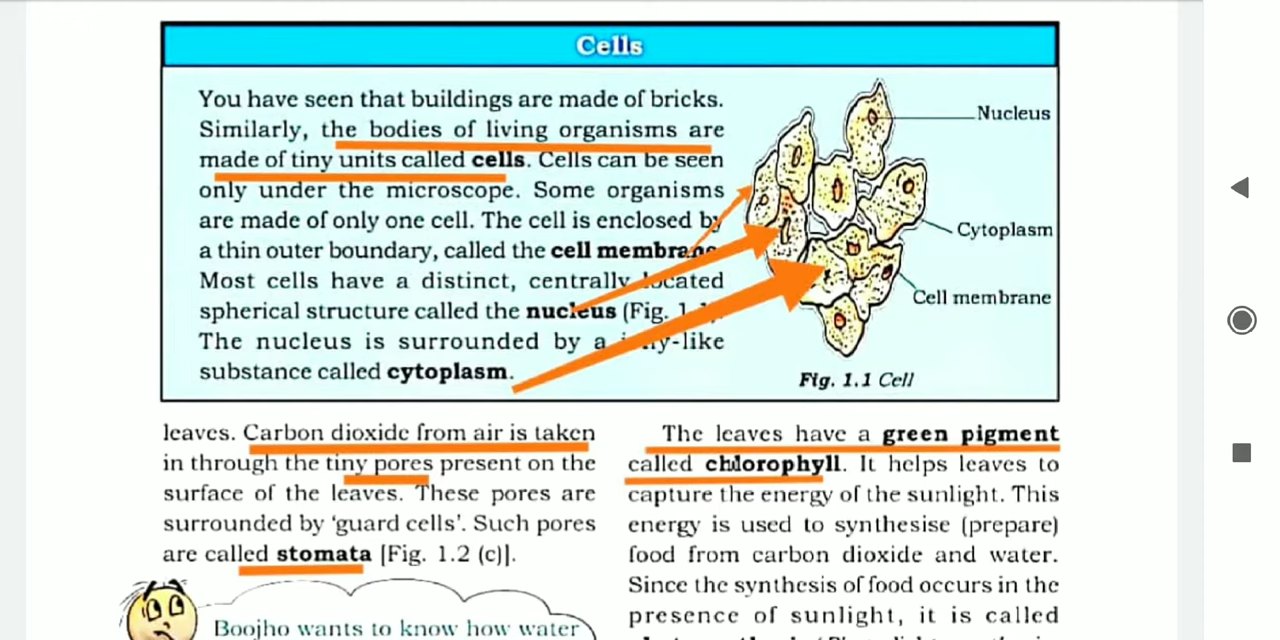 Cells
You have seen that buildings are made of bricks.
Similarly, the bodies of living organisms are
made of tiny units called cells. Cells can be seen
only under the microscope. Some organisms
are made of only one cell. The cell is enclosed by
a thin outer boundary, called the cell membrane
Most cells have a distinct, centrally located
spherical structure called the nucleus (Fig.
The nucleus is surrounded by a
substance called cytoplasm.
Nucleus
Cytoplasm
Cell membrane
Fig. 1.1 Cell
leaves. Carbon dioxide from air is taken
in through the tiny pores present on the
surface of the leaves. These pores are
surrounded by ‘guard cells’. Such pores
are called stomata [Fig. 1.2 (c)].
Boojho wants to know how water
The leaves have a green pigment
called chlorophyll. It helps leaves to
capture the energy of the sunlight. This
energy is used to synthesise (prepare)
food from carbon dioxide and water.
Since the synthesis of food occurs in the
presence of sunlight, it is called